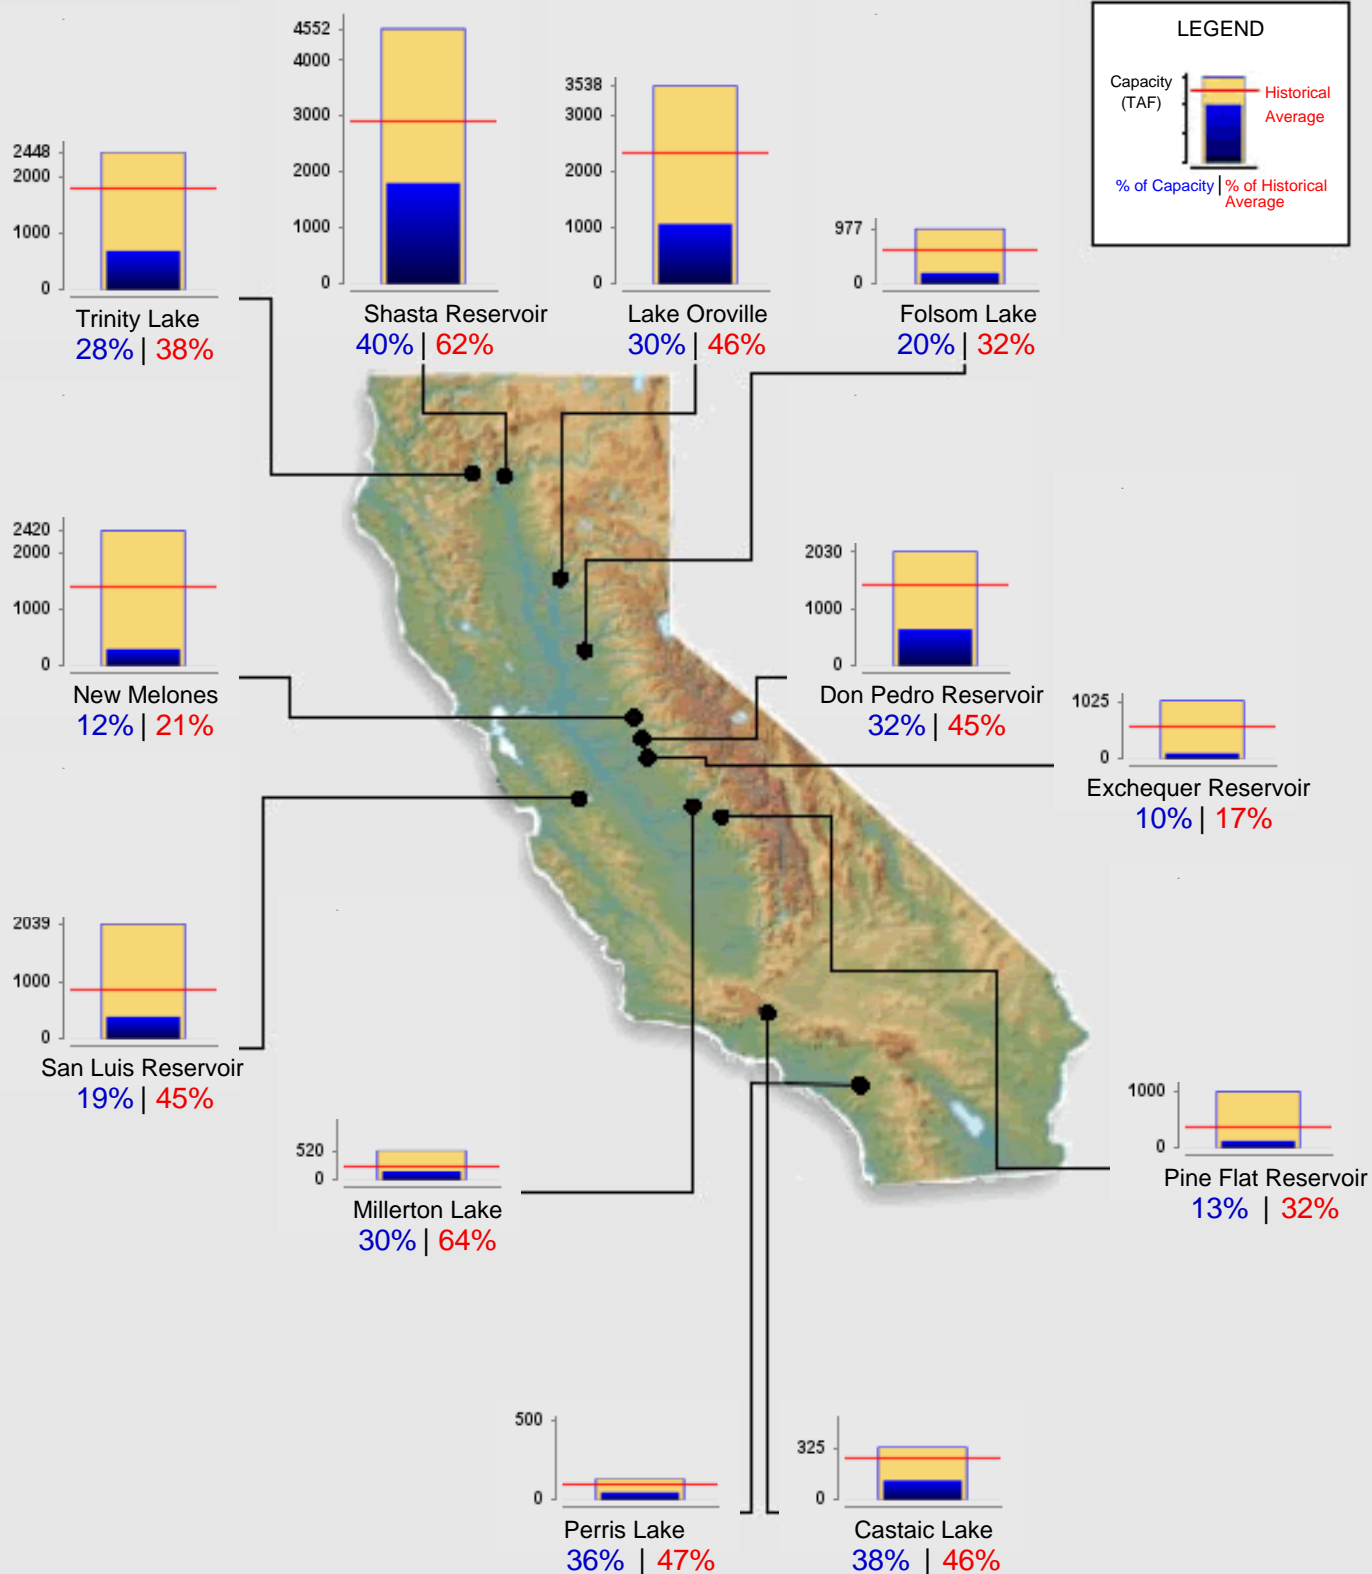 4552
4000
3000
2000
1000
0
Shasta Reservoir
40% | 62%
3538
3000
2000
1000
0
Lake Oroville
30% | 46%
LEGEND
Capacity
(TAF)
Historical
Average
% of Capacity | % of Historical
Average
2448
2000
1000
0
Trinity Lake
28% | 38%
977
0
Folsom Lake
20% | 32%
2420
2000
1000
0
New Melones
12% | 21%
2030
1000
0
Don Pedro Reservoir
32% | 45%
1025
0
Exchequer Reservoir
10% | 17%
2039
1000
0
San Luis Reservoir
19% | 45%
520
0
Millerton Lake
30% | 64%
1000
0
Pine Flat Reservoir
13% | 32%
500
0
Perris Lake
36% | 47%
325
0
Castaic Lake
38% | 46%